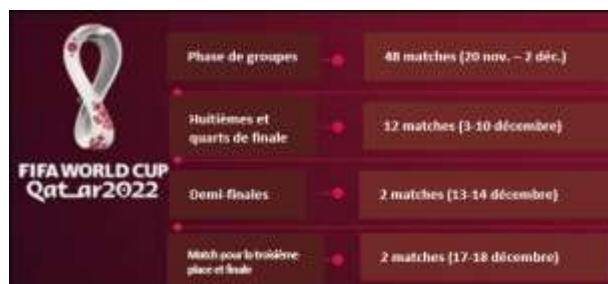 Phase de groupes
48 matches (20 nov. – 2 déc.)
Huitièmes et
quarts de finale
12 matches (3-10 décembre)
FIFA WORLD CUP
Qatar2022
Demi-finales
2 matches (13-14 décembre)
Match pour la troisième
place et finale
2 matches (17-18 décembre)